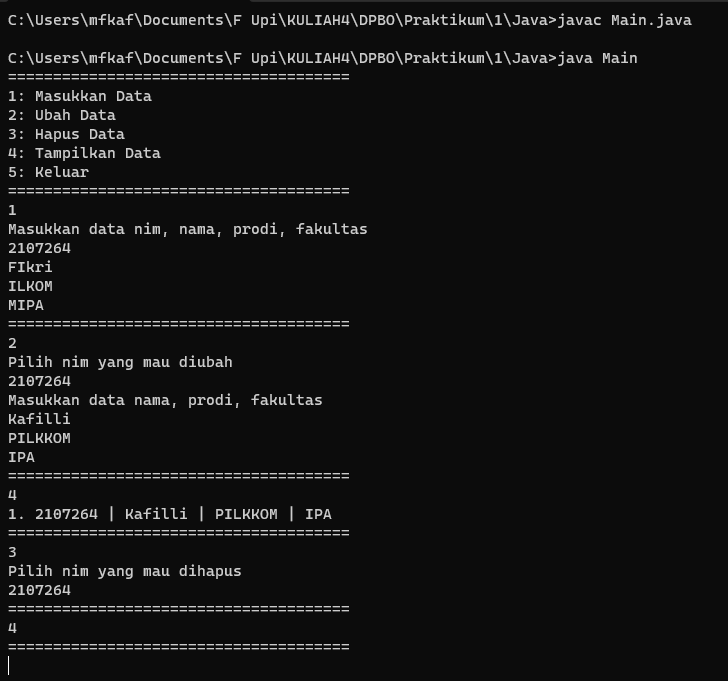 C:\Users\mfkaf\Documents\F Upi\KULIAH4\DPBO\Praktikum\1\Java>javac Main.java
C:\Users\mfkaf\Documents\F Upi\KULIAH4\DPBO\Praktikum\1\Java>java Main
======================================
1: Masukkan Data
2: Ubah Data
3: Hapus Data
4: Tampilkan Data
5: Keluar
======================================
1
Masukkan data nim, nama, prodi, fakultas
2107264
FIkri
ILKOM
MIPA
======================================
2
Pilih nim yang mau diubah
2107264
Masukkan data nama, prodi, fakultas
Kafilli
PILKKOM
IPA
======================================
4
1. 2107264 | Kafilli | PILKKOM | IPA
======================================
3
Pilih nim yang mau dihapus
2107264
======================================
4
======================================